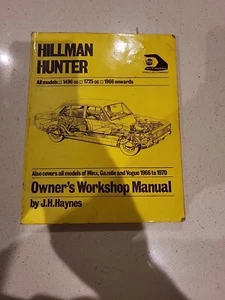 HILLMAN
HUNTER
All models □ 1496 cc □ 1725 cc □ 1966 onwards
Also covers all models of Minx, Gazelle and Vogue 1966 to 1970
Owner's Workshop Manual
by J.H.Haynes